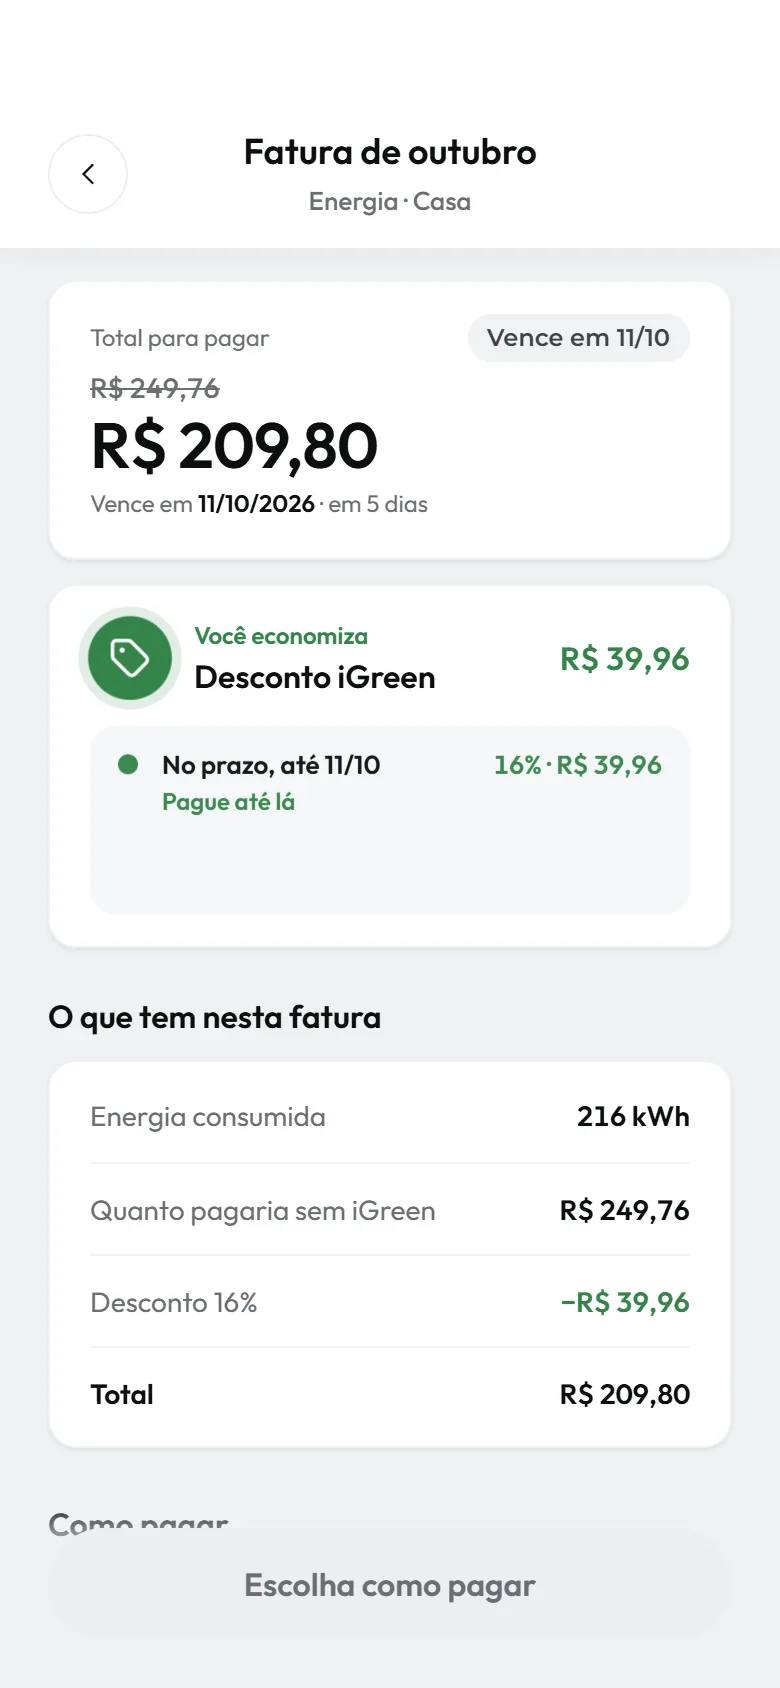 Fatura de outubro
Energia · Casa
Total para pagar
Vence em 11/10
R$ 249,76
R$ 209,80
Vence em 11/10/2026 · em 5 dias
Você economiza
Desconto iGreen
R$ 39,96
No prazo, até 11/10
16% · R$ 39,96
Pague até lá
O que tem nesta fatura
Energia consumida
216 kWh
Quanto pagaria sem iGreen
R$ 249,76
Desconto 16%
−R$ 39,96
Total
R$ 209,80
Como pagar
Escolha como pagar